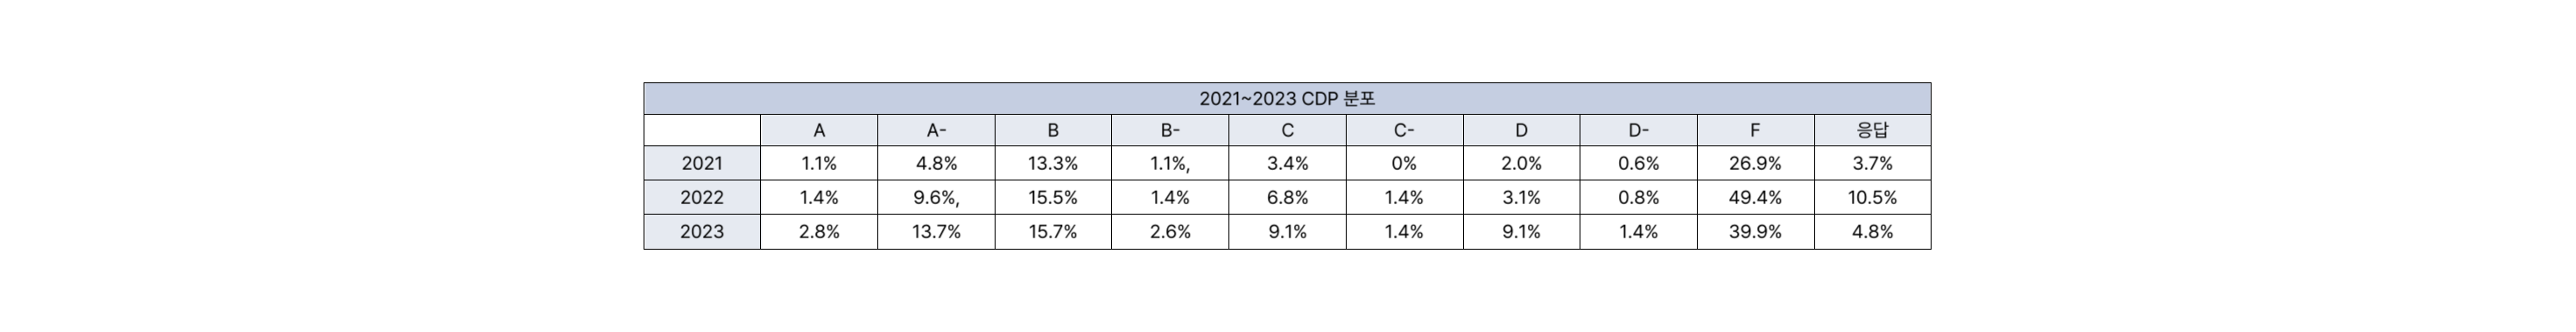 2021~2023 CDP 분포
A A- B B- C C- D D- F 응답
2021 1.1% 4.8% 13.3% 1.1%, 3.4% 0% 2.0% 0.6% 26.9% 3.7%
2022 1.4% 9.6%, 15.5% 1.4% 6.8% 1.4% 3.1% 0.8% 49.4% 10.5%
2023 2.8% 13.7% 15.7% 2.6% 9.1% 1.4% 9.1% 1.4% 39.9% 4.8%